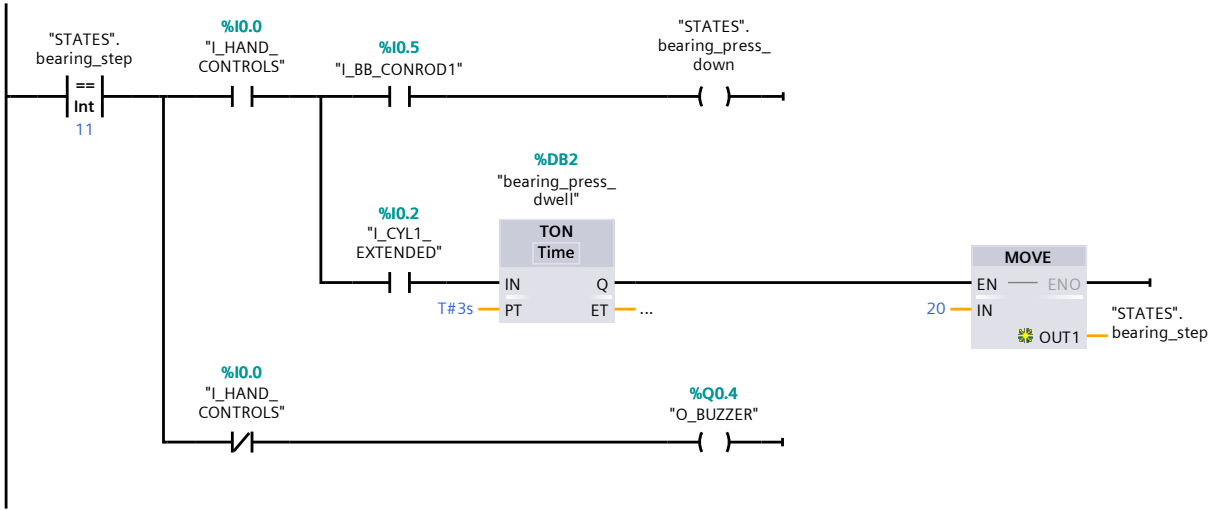 "STATES".
bearing_step
==
Int
11
%I0.0
"I_HAND_
CONTROLS"
%I0.5
"I_BB_CONROD1"
"STATES".
bearing_press_
down
%DB2
"bearing_press_
dwell"
%I0.2
"I_CYL1_
EXTENDED"
TON
Time
IN
Q
T#3s
PT
ET
...
MOVE
EN
ENO
20
IN
OUT1
"STATES".
bearing_step
%I0.0
"I_HAND_
CONTROLS"
%Q0.4
"O_BUZZER"